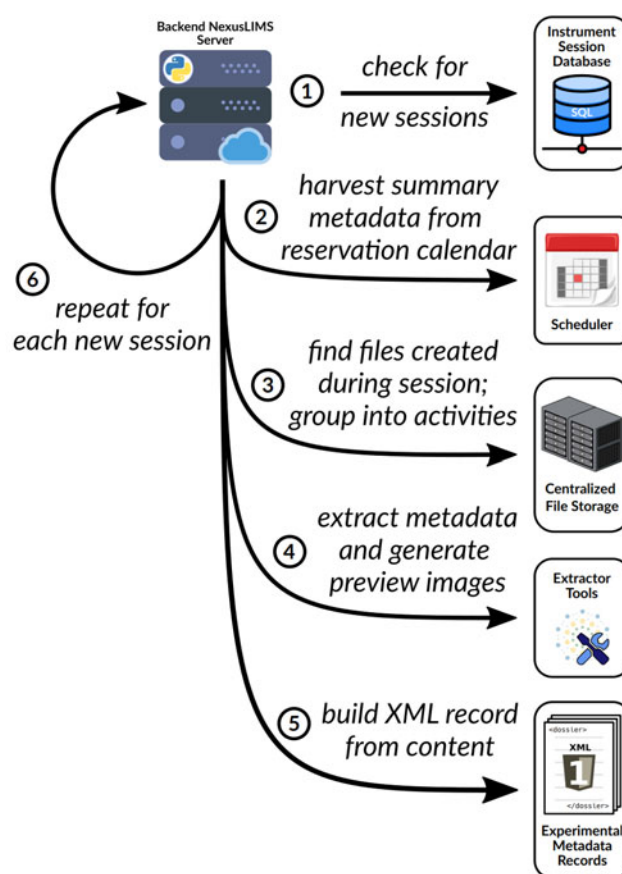 Backend NexusLIMS
Server
1
check for
new sessions
Instrument
Session
Database
SQL
2
harvest summary
metadata from
reservation calendar
Scheduler
6
repeat for
each new session
3
find files created
during session;
group into activities
Centralized
File Storage
4
extract metadata
and generate
preview images
Extractor
Tools
5
build XML record
from content
<dossier>
XML
1
</dossier>
Experimental
Metadata
Records